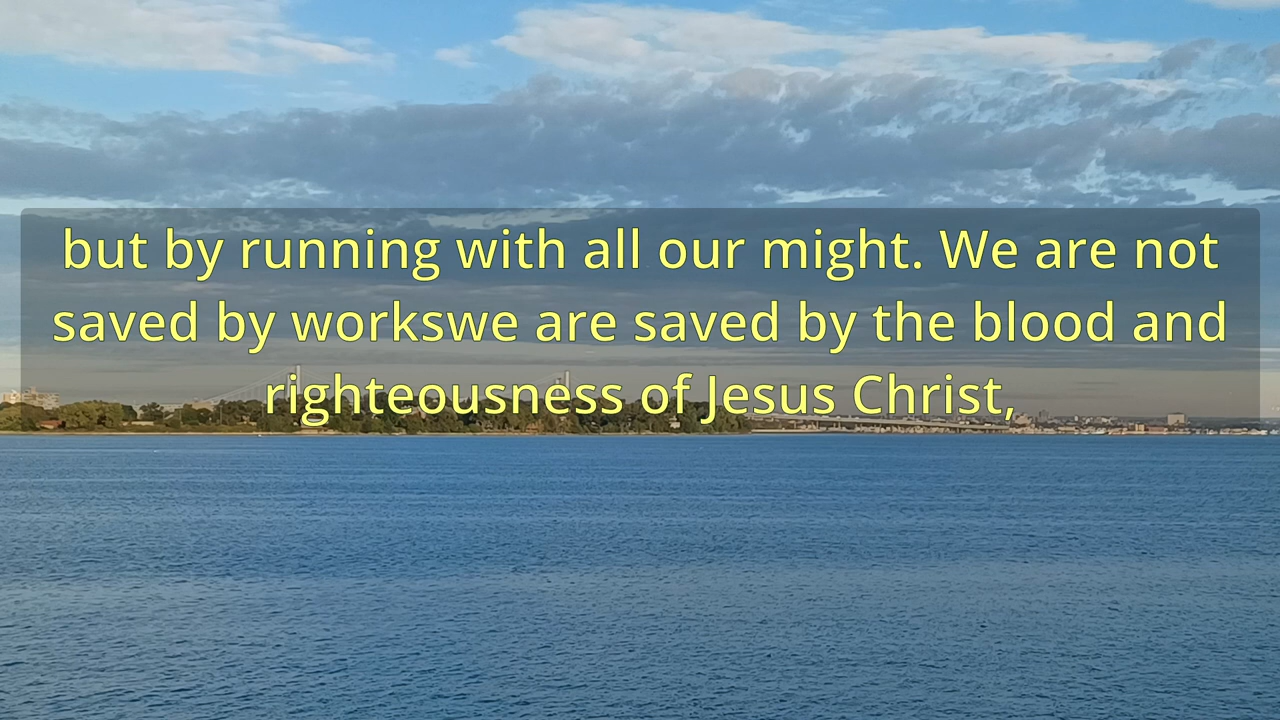 but by running with all our might. We are not
saved by workswe are saved by the blood and
righteousness of Jesus Christ,